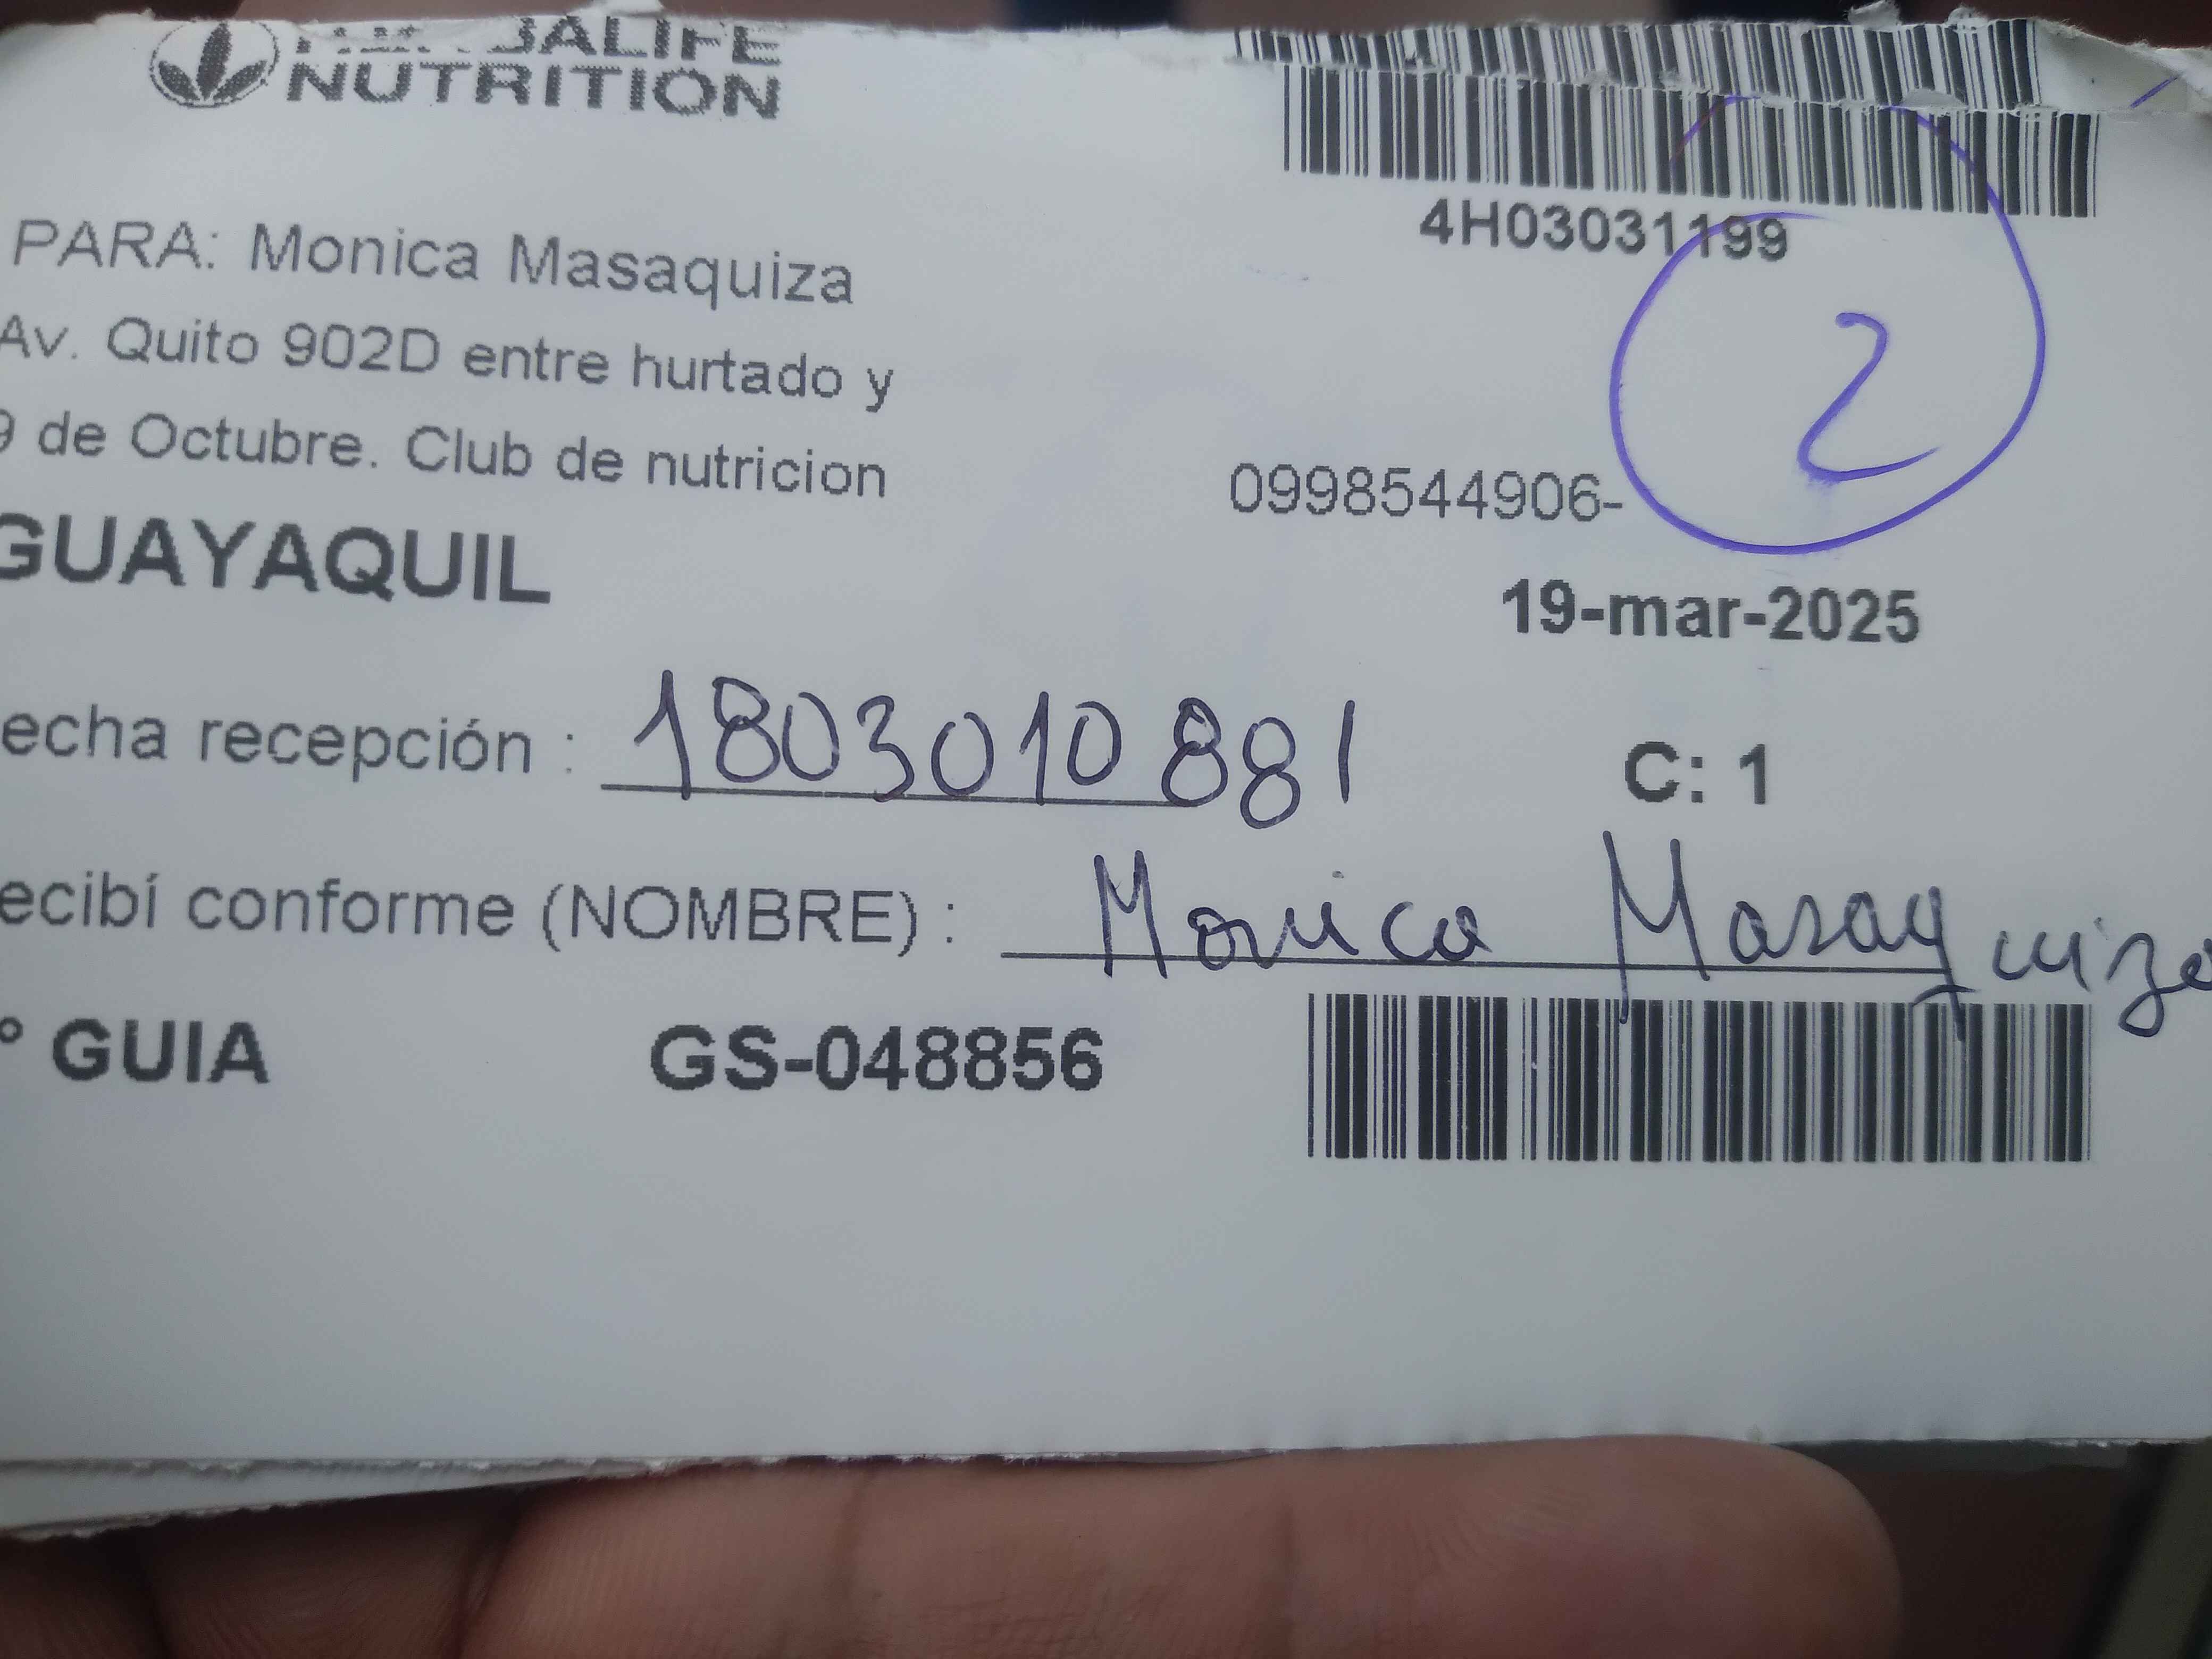 HERBALIFE
NUTRITION
4H03031199
2
PARA: Monica Masaquiza
Av. Quito 902D entre hurtado y
9 de Octubre. Club de nutricion
0998544906-
GUAYAQUIL
19-mar-2025
echa recepción : 1803010881
C: 1
ecibí conforme (NOMBRE) : Monica Masaquiza
° GUIA GS-048856